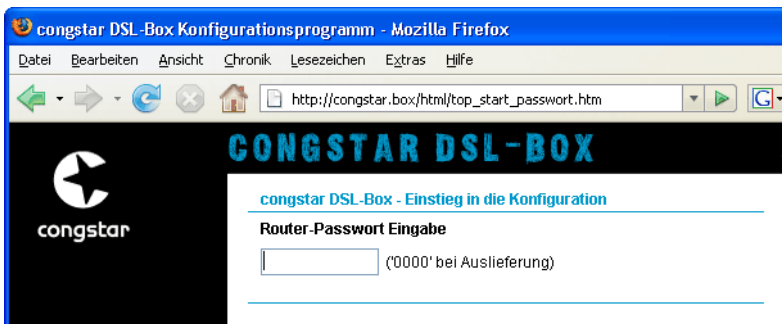 congstar DSL-Box Konfigurationsprogramm - Mozilla Firefox
Datei Bearbeiten Ansicht Chronik Lesezeichen Extras Hilfe
http://congstar.box/html/top_start_passwort.htm G
CONGSTAR DSL-BOX
congstar
congstar DSL-Box - Einstieg in die Konfiguration
Router-Passwort Eingabe
('0000' bei Auslieferung)